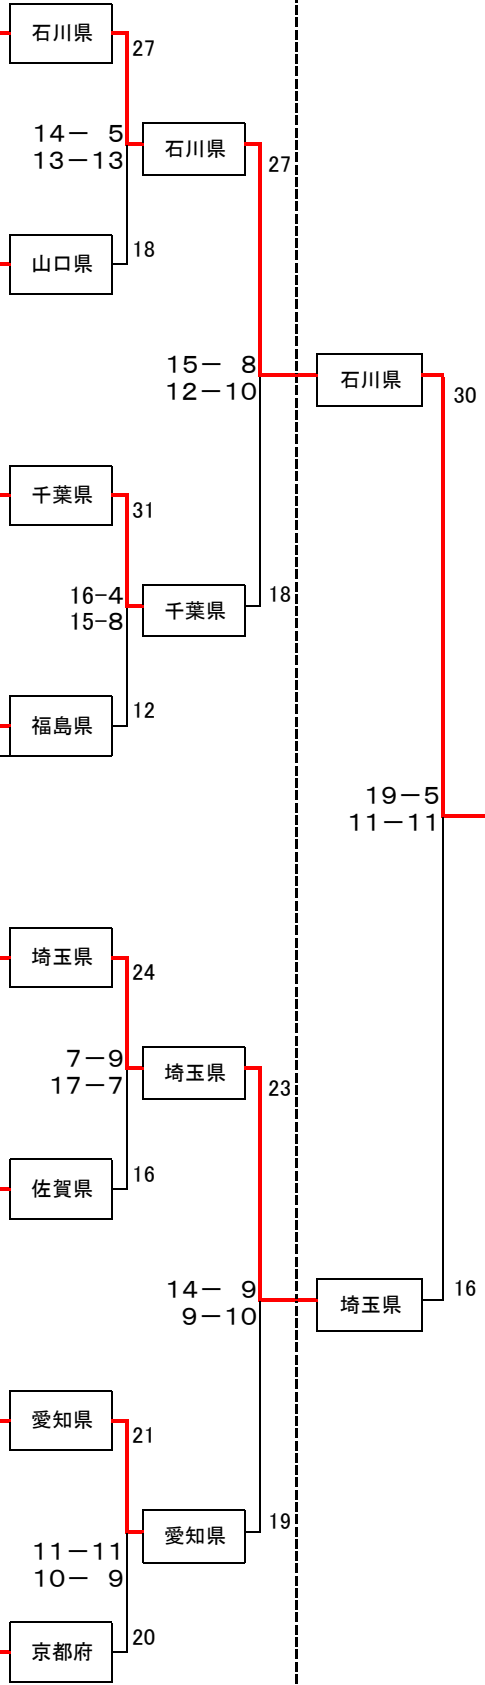 石川県
27
14－ 5
13－13
石川県
27
山口県
18
15－ 8
12－10
石川県
30
千葉県
31
16-4
15-8
千葉県
18
福島県
12
19－5
11－11
埼玉県
24
7－9
17－7
埼玉県
23
佐賀県
16
14－ 9
9－10
埼玉県
16
愛知県
21
11－11
10－ 9
愛知県
19
京都府
20